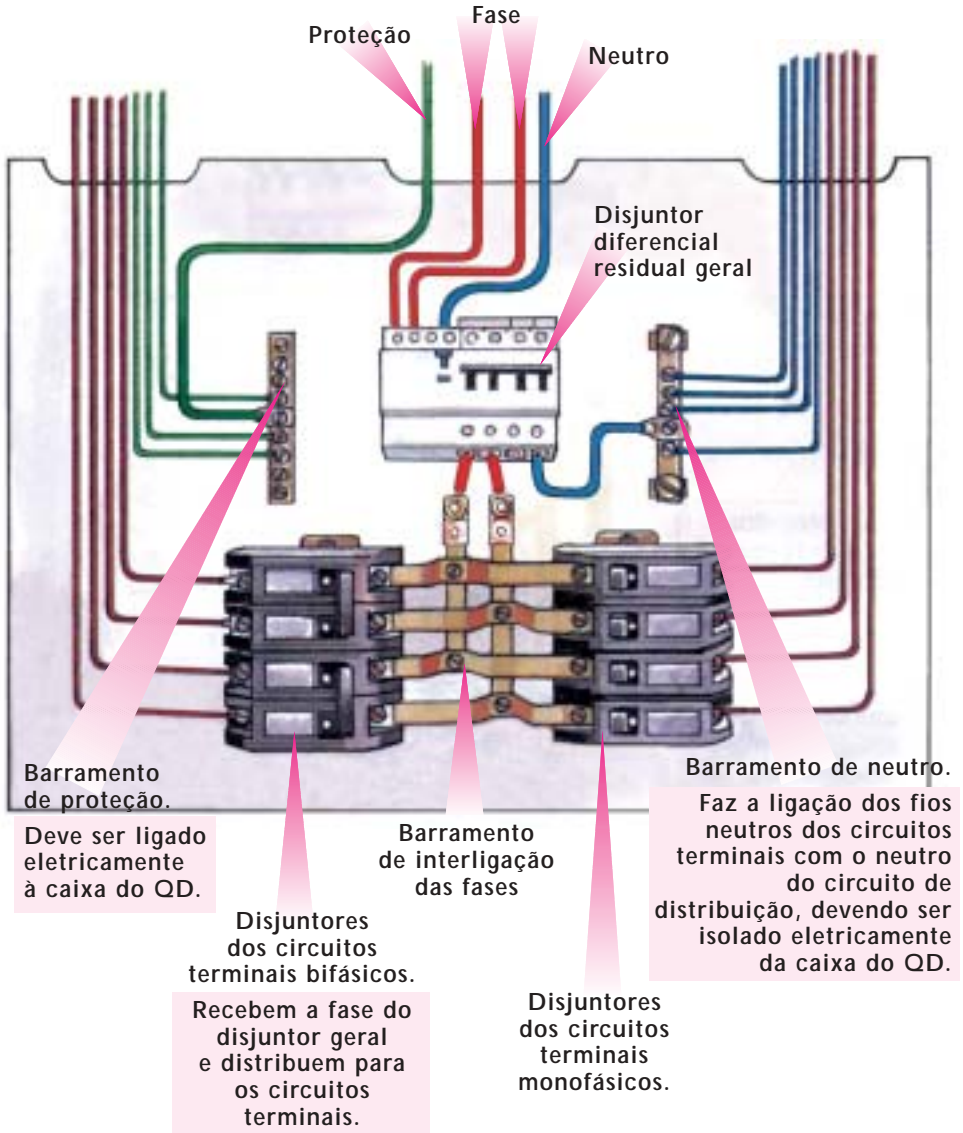 Proteção
Fase
Neutro
Disjuntor
diferencial
residual geral
Barramento
de proteção.
Deve ser ligado
eletricamente
à caixa do QD.
Disjuntores
dos circuitos
terminais bifásicos.
Recebem a fase do
disjuntor geral
e distribuem para
os circuitos
terminais.
Barramento
de interligação
das fases
Disjuntores
dos circuitos
terminais
monofásicos.
Barramento de neutro.
Faz a ligação dos fios
neutros dos circuitos
terminais com o neutro
do circuito de
distribuição, devendo ser
isolado eletricamente
da caixa do QD.